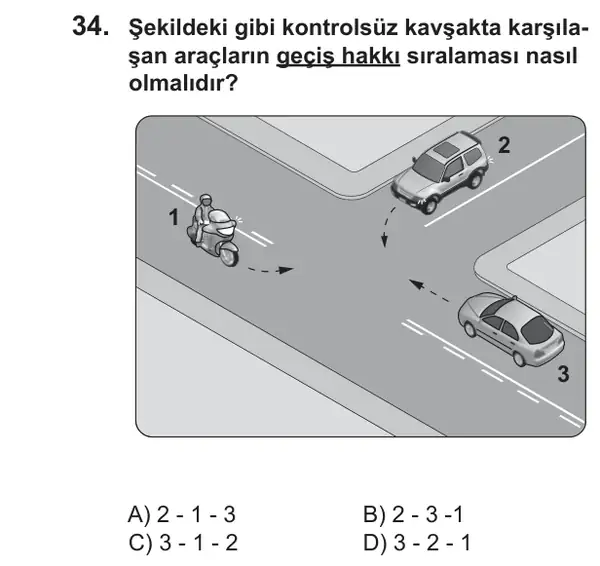 34. Şekildeki gibi kontrolsüz kavşakta karşıla-
şan araçların geçiş hakkı sıralaması nasıl
olmalıdır?
2
1
3
A) 2 - 1 - 3
B) 2 - 3 -1
C) 3 - 1 - 2
D) 3 - 2 - 1